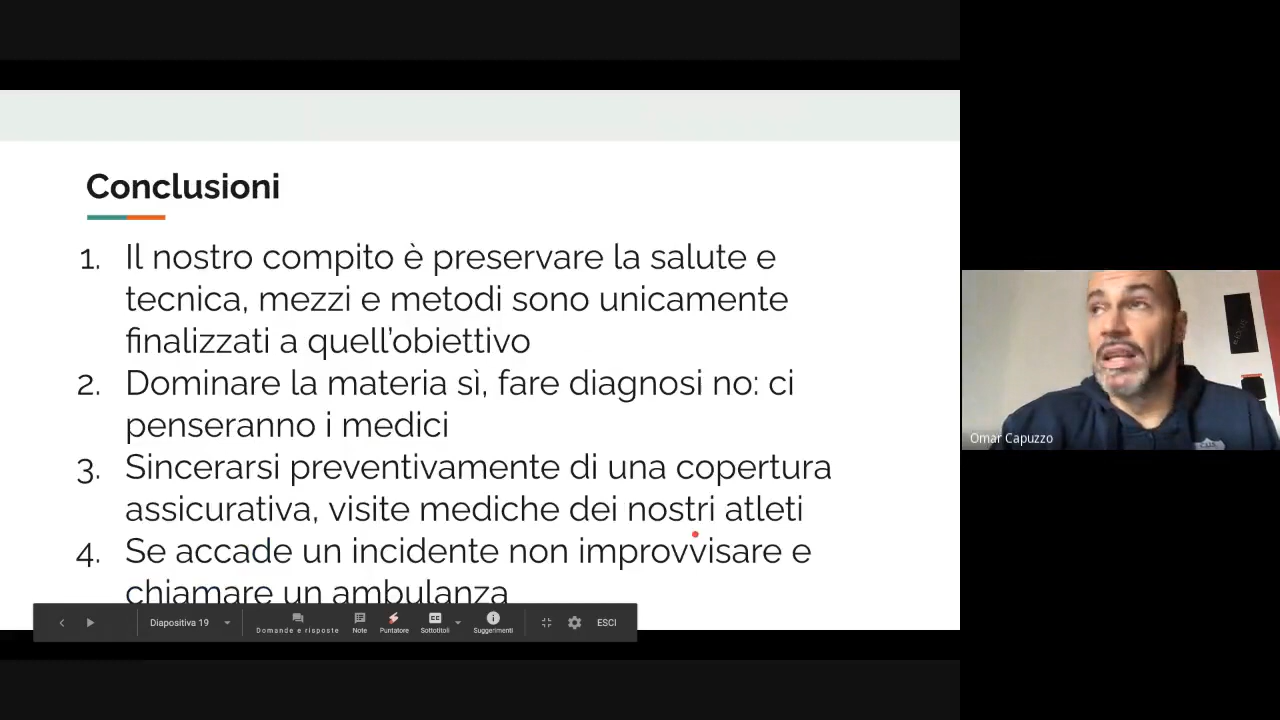 Conclusioni
1. Il nostro compito è preservare la salute e
tecnica, mezzi e metodi sono unicamente
finalizzati a quell'obiettivo
2. Dominare la materia sì, fare diagnosi no: ci
penseranno i medici
3. Sincerarsi preventivamente di una copertura
assicurativa, visite mediche dei nostri atleti
4. Se accade un incidente non improvvisare e
chiamare un ambulanza
Diapositiva 19
Domande e risposte
Note
Puntatore
Sottotitoli
Suggerimenti
ESCI
Omar Capuzzo